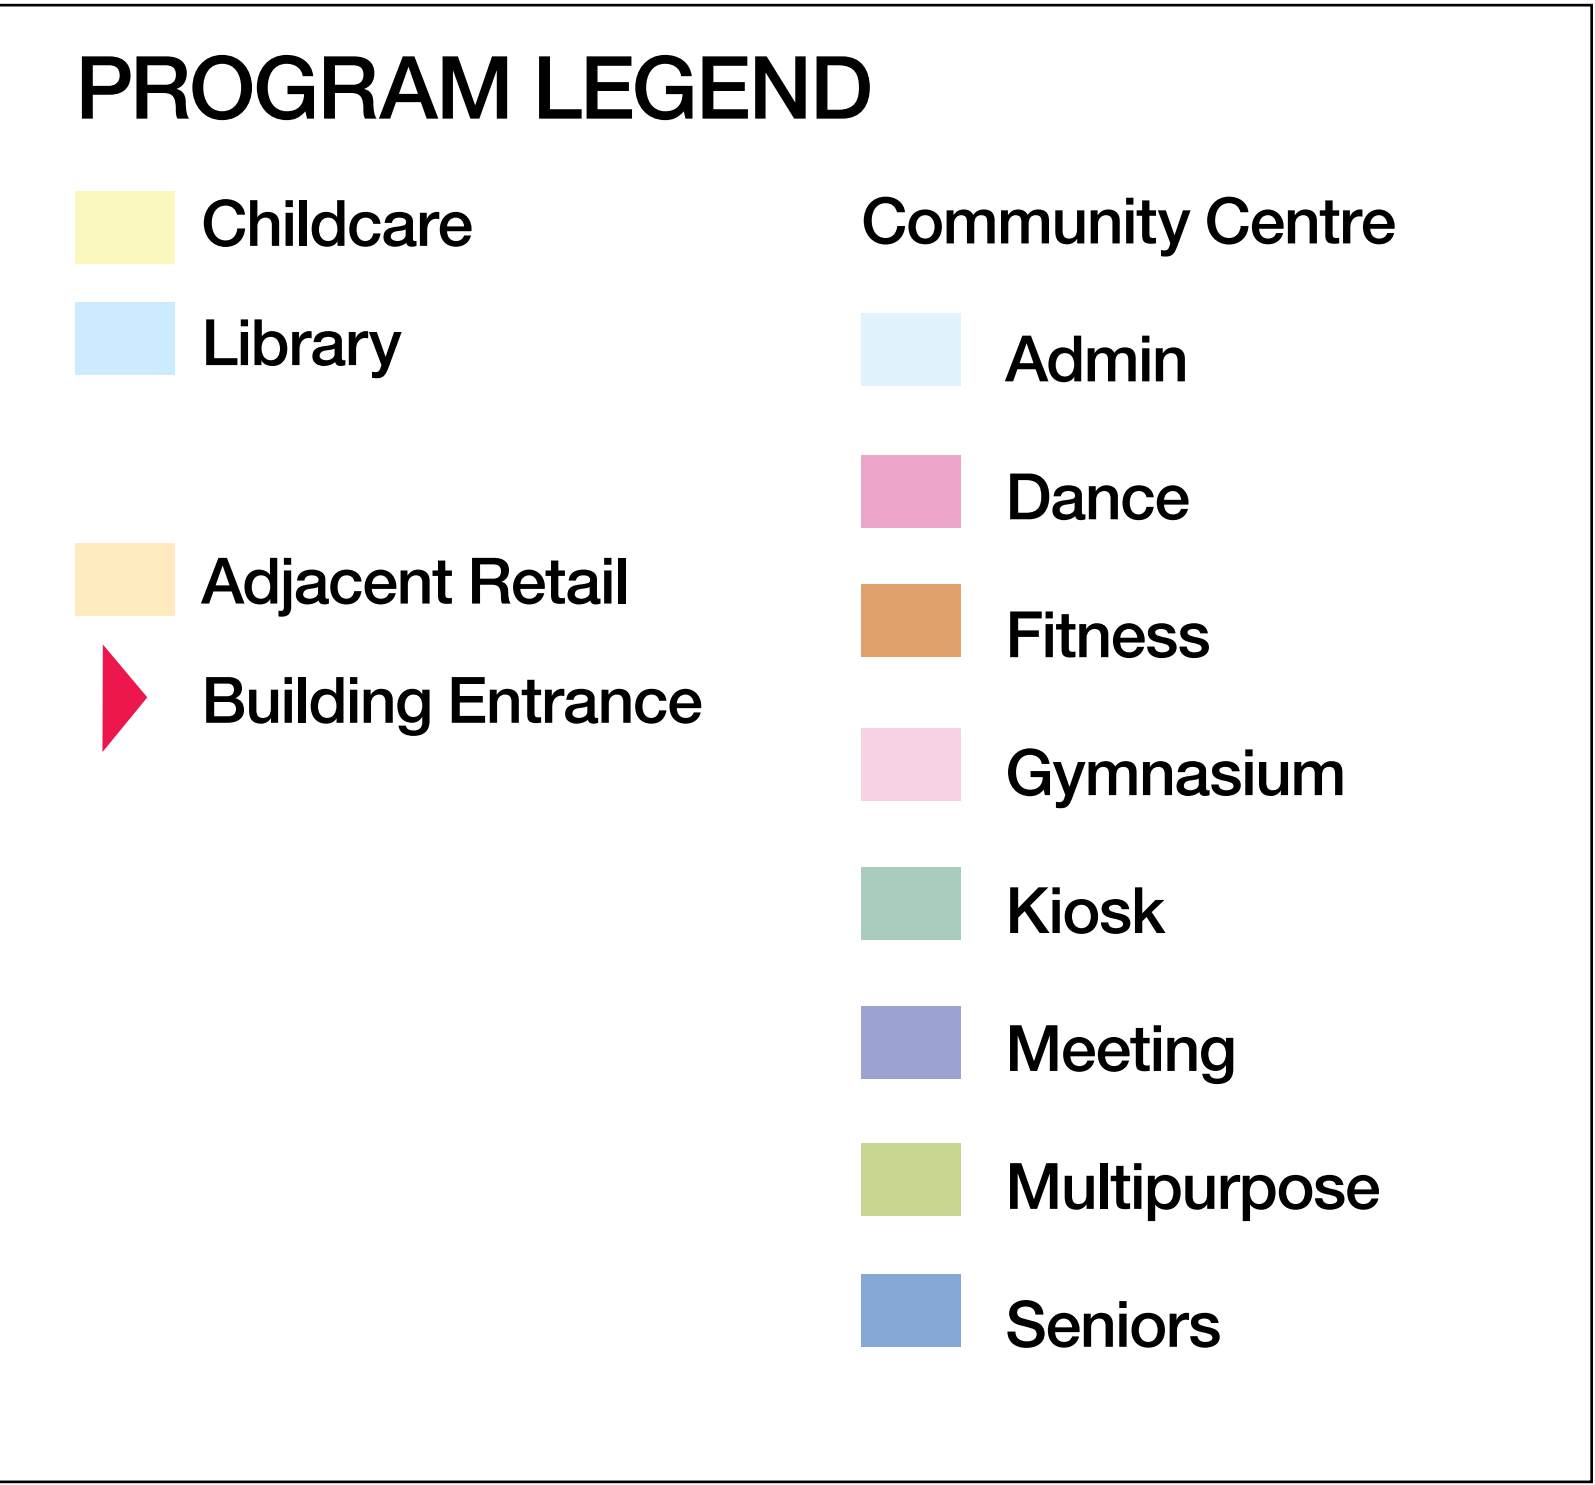 PROGRAM LEGEND
Childcare
Library
Adjacent Retail
Building Entrance
Community Centre
Admin
Dance
Fitness
Gymnasium
Kiosk
Meeting
Multipurpose
Seniors